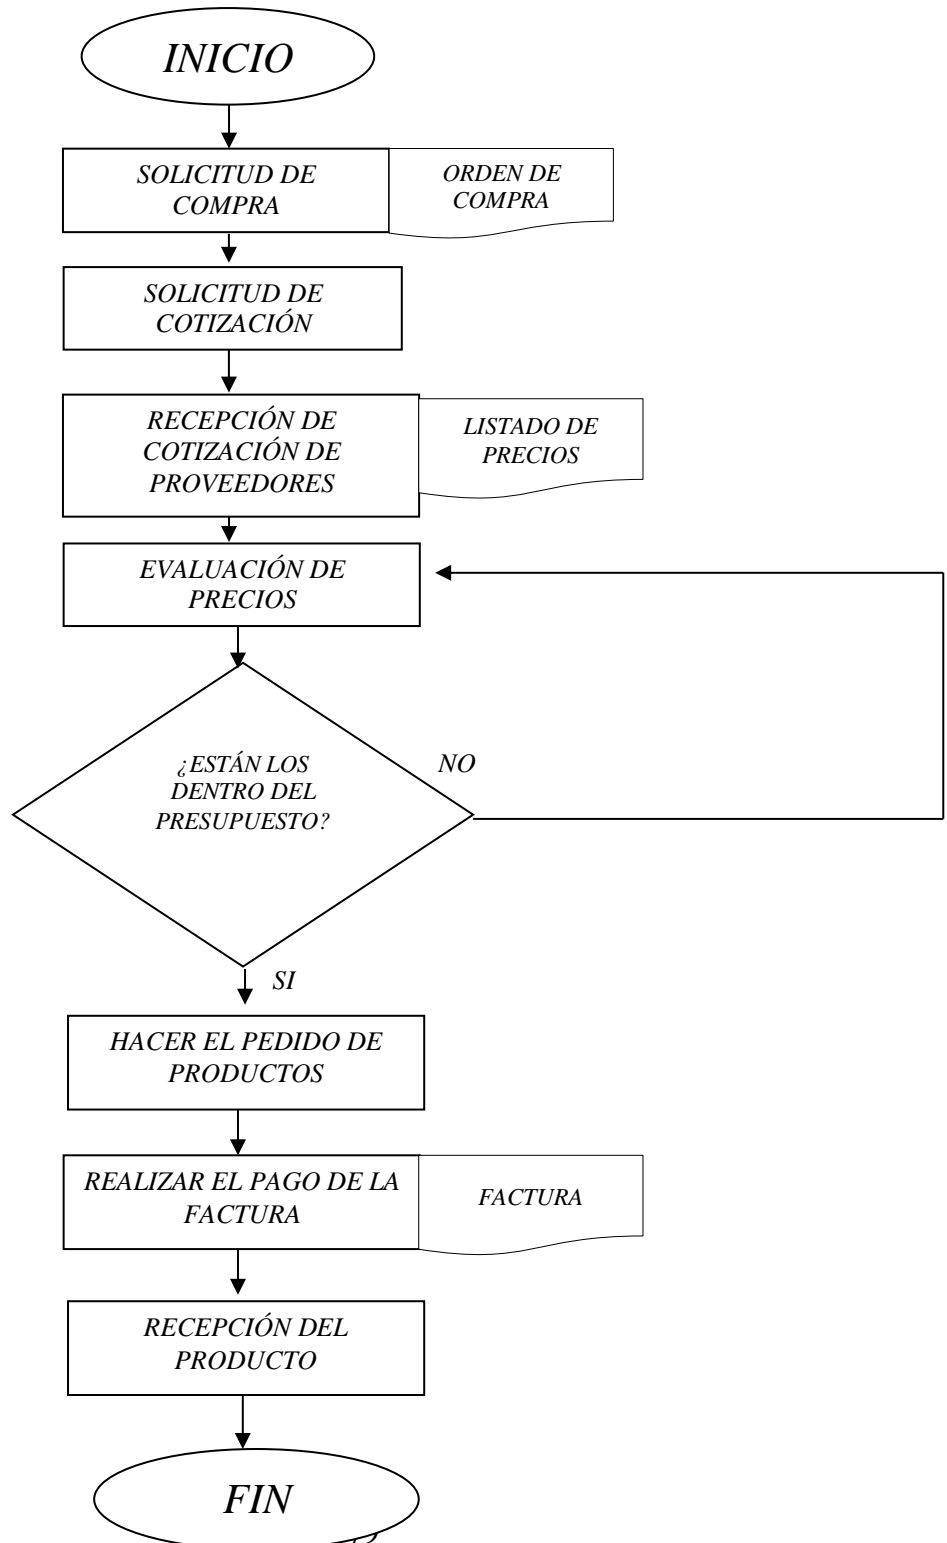 INICIO
SOLICITUD DE
COMPRA
ORDEN DE
COMPRA
SOLICITUD DE
COTIZACIÓN
RECEPCIÓN DE
COTIZACIÓN DE
PROVEEDORES
LISTADO DE
PRECIOS
EVALUACIÓN DE
PRECIOS
¿ESTÁN LOS
DENTRO DEL
PRESUPUESTO?
NO
SI
HACER EL PEDIDO DE
PRODUCTOS
REALIZAR EL PAGO DE LA
FACTURA
FACTURA
RECEPCIÓN DEL
PRODUCTO
FIN